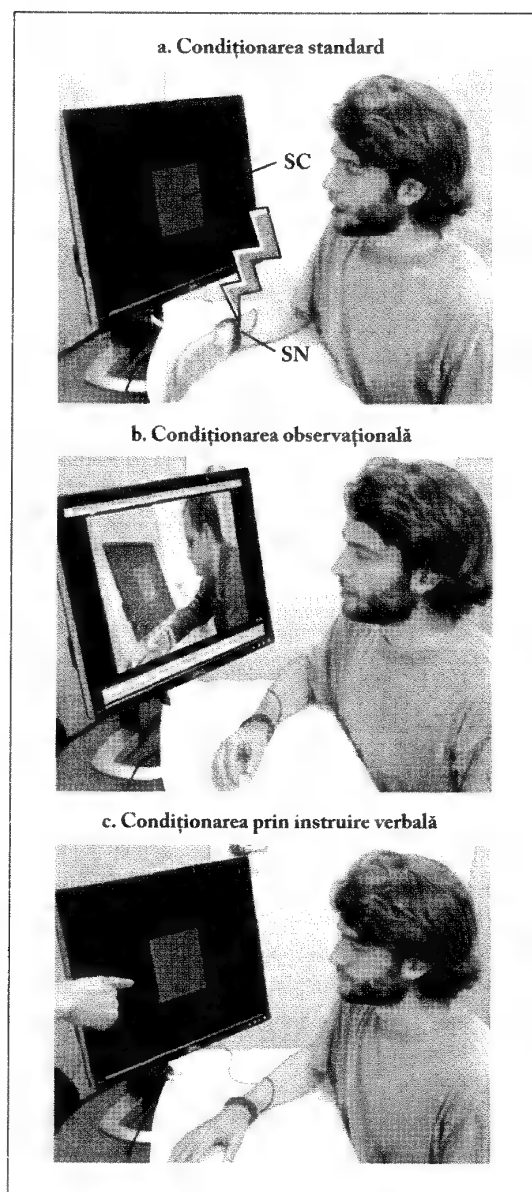 a. Condiționarea standard
SC
SN
b. Condiționarea observațională
c. Condiționarea prin instruire verbală